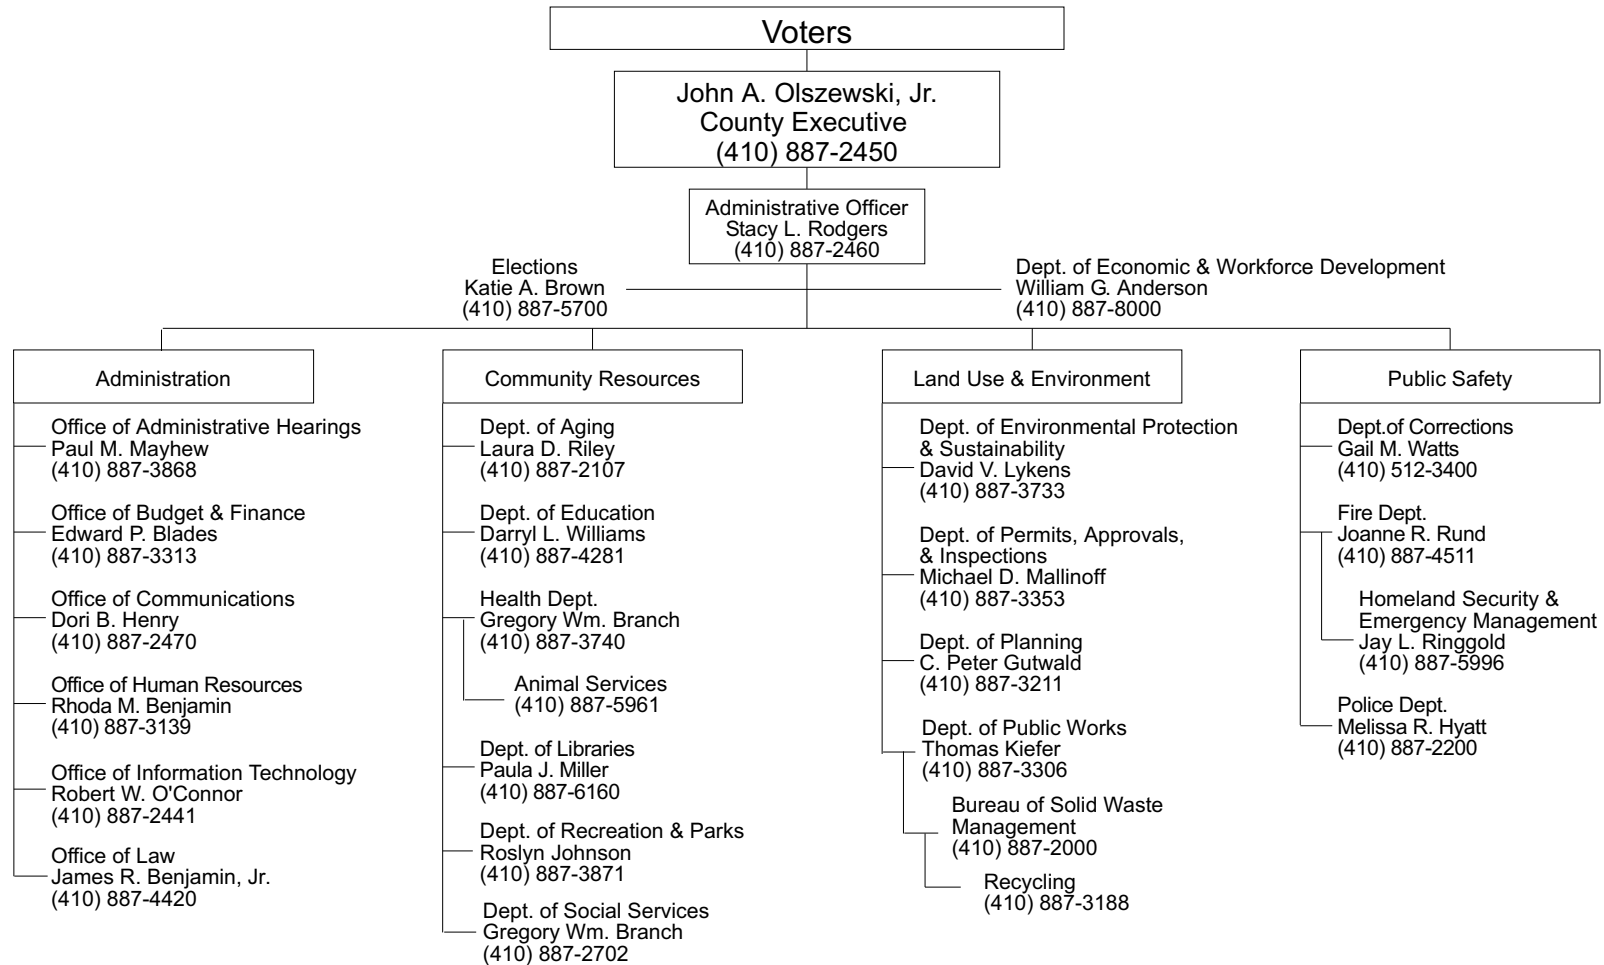 Voters
John A. Olszewski, Jr.
County Executive
(410) 887-2450
Administrative Officer
Stacy L. Rodgers
(410) 887-2460
Elections
Katie A. Brown
(410) 887-5700
Dept. of Economic & Workforce Development
William G. Anderson
(410) 887-8000
Administration
Office of Administrative Hearings
Paul M. Mayhew
(410) 887-3868
Office of Budget & Finance
Edward P. Blades
(410) 887-3313
Office of Communications
Dori B. Henry
(410) 887-2470
Office of Human Resources
Rhoda M. Benjamin
(410) 887-3139
Office of Information Technology
Robert W. O'Connor
(410) 887-2441
Office of Law
James R. Benjamin, Jr.
(410) 887-4420
Community Resources
Dept. of Aging
Laura D. Riley
(410) 887-2107
Dept. of Education
Darryl L. Williams
(410) 887-4281
Health Dept.
Gregory Wm. Branch
(410) 887-3740
Animal Services
(410) 887-5961
Dept. of Libraries
Paula J. Miller
(410) 887-6160
Dept. of Recreation & Parks
Roslyn Johnson
(410) 887-3871
Dept. of Social Services
Gregory Wm. Branch
(410) 887-2702
Land Use & Environment
Dept. of Environmental Protection
& Sustainability
David V. Lykens
(410) 887-3733
Dept. of Permits, Approvals,
& Inspections
Michael D. Mallinoff
(410) 887-3353
Dept. of Planning
C. Peter Gutwald
(410) 887-3211
Dept. of Public Works
Thomas Kiefer
(410) 887-3306
Bureau of Solid Waste
Management
(410) 887-2000
Recycling
(410) 887-3188
Public Safety
Dept.of Corrections
Gail M. Watts
(410) 512-3400
Fire Dept.
Joanne R. Rund
(410) 887-4511
Homeland Security &
Emergency Management
Jay L. Ringgold
(410) 887-5996
Police Dept.
Melissa R. Hyatt
(410) 887-2200